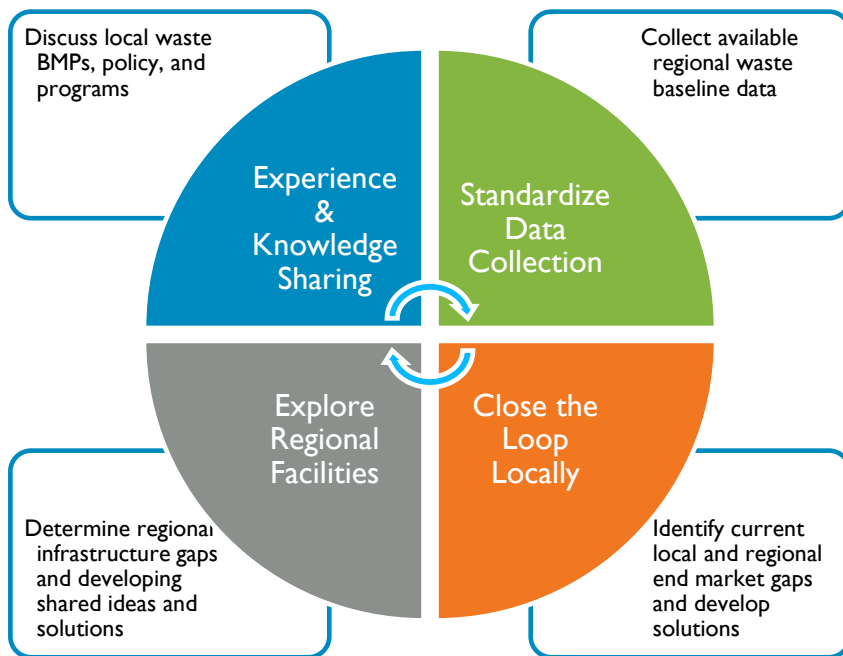 Discuss local waste
BMPs, policy, and
programs
Collect available
regional waste
baseline data
Experience
&
Knowledge
Sharing
Standardize
Data
Collection
Explore
Regional
Facilities
Close the
Loop
Locally
Determine regional
infrastructure gaps
and developing
shared ideas and
solutions
Identify current
local and regional
end market gaps
and develop
solutions